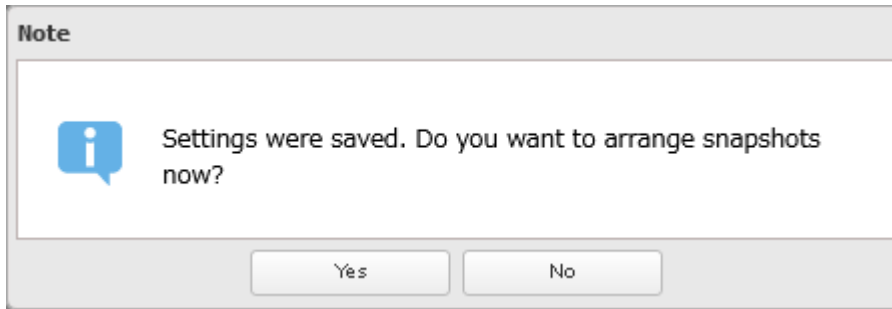 Note
Settings were saved. Do you want to arrange snapshots
now?
Yes No